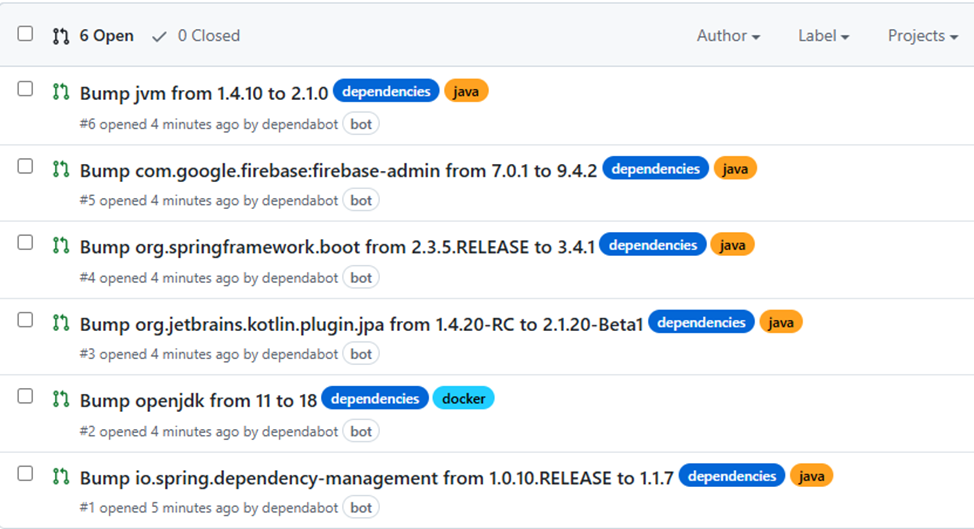 6 Open 0 Closed Author Label Projects
Bump jvm from 1.4.10 to 2.1.0 dependencies java
#6 opened 4 minutes ago by dependabot bot
Bump com.google.firebase:firebase-admin from 7.0.1 to 9.4.2 dependencies java
#5 opened 4 minutes ago by dependabot bot
Bump org.springframework.boot from 2.3.5.RELEASE to 3.4.1 dependencies java
#4 opened 4 minutes ago by dependabot bot
Bump org.jetbrains.kotlin.plugin.jpa from 1.4.20-RC to 2.1.20-Beta1 dependencies java
#3 opened 4 minutes ago by dependabot bot
Bump openjdk from 11 to 18 dependencies docker
#2 opened 4 minutes ago by dependabot bot
Bump io.spring.dependency-management from 1.0.10.RELEASE to 1.1.7 dependencies java
#1 opened 5 minutes ago by dependabot bot